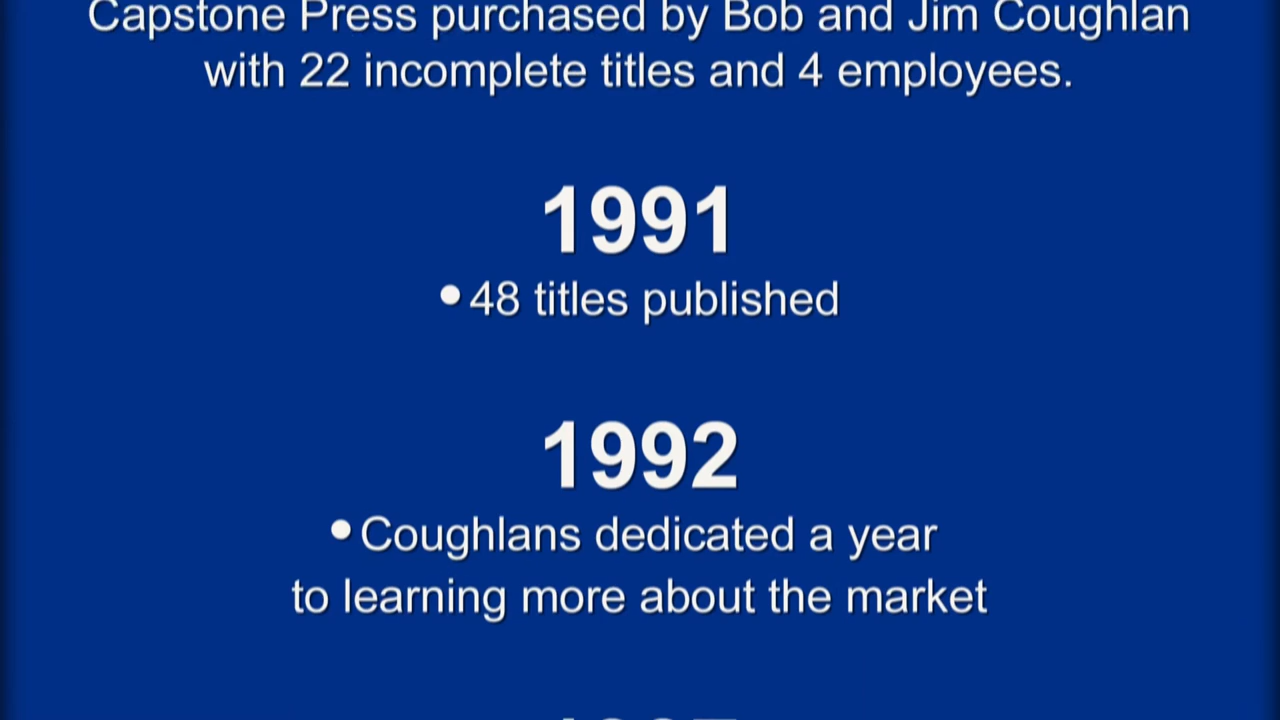 Capstone Press purchased by Bob and Jim Coughlan
with 22 incomplete titles and 4 employees.
1991
•48 titles published
1992
•Coughlans dedicated a year
to learning more about the market